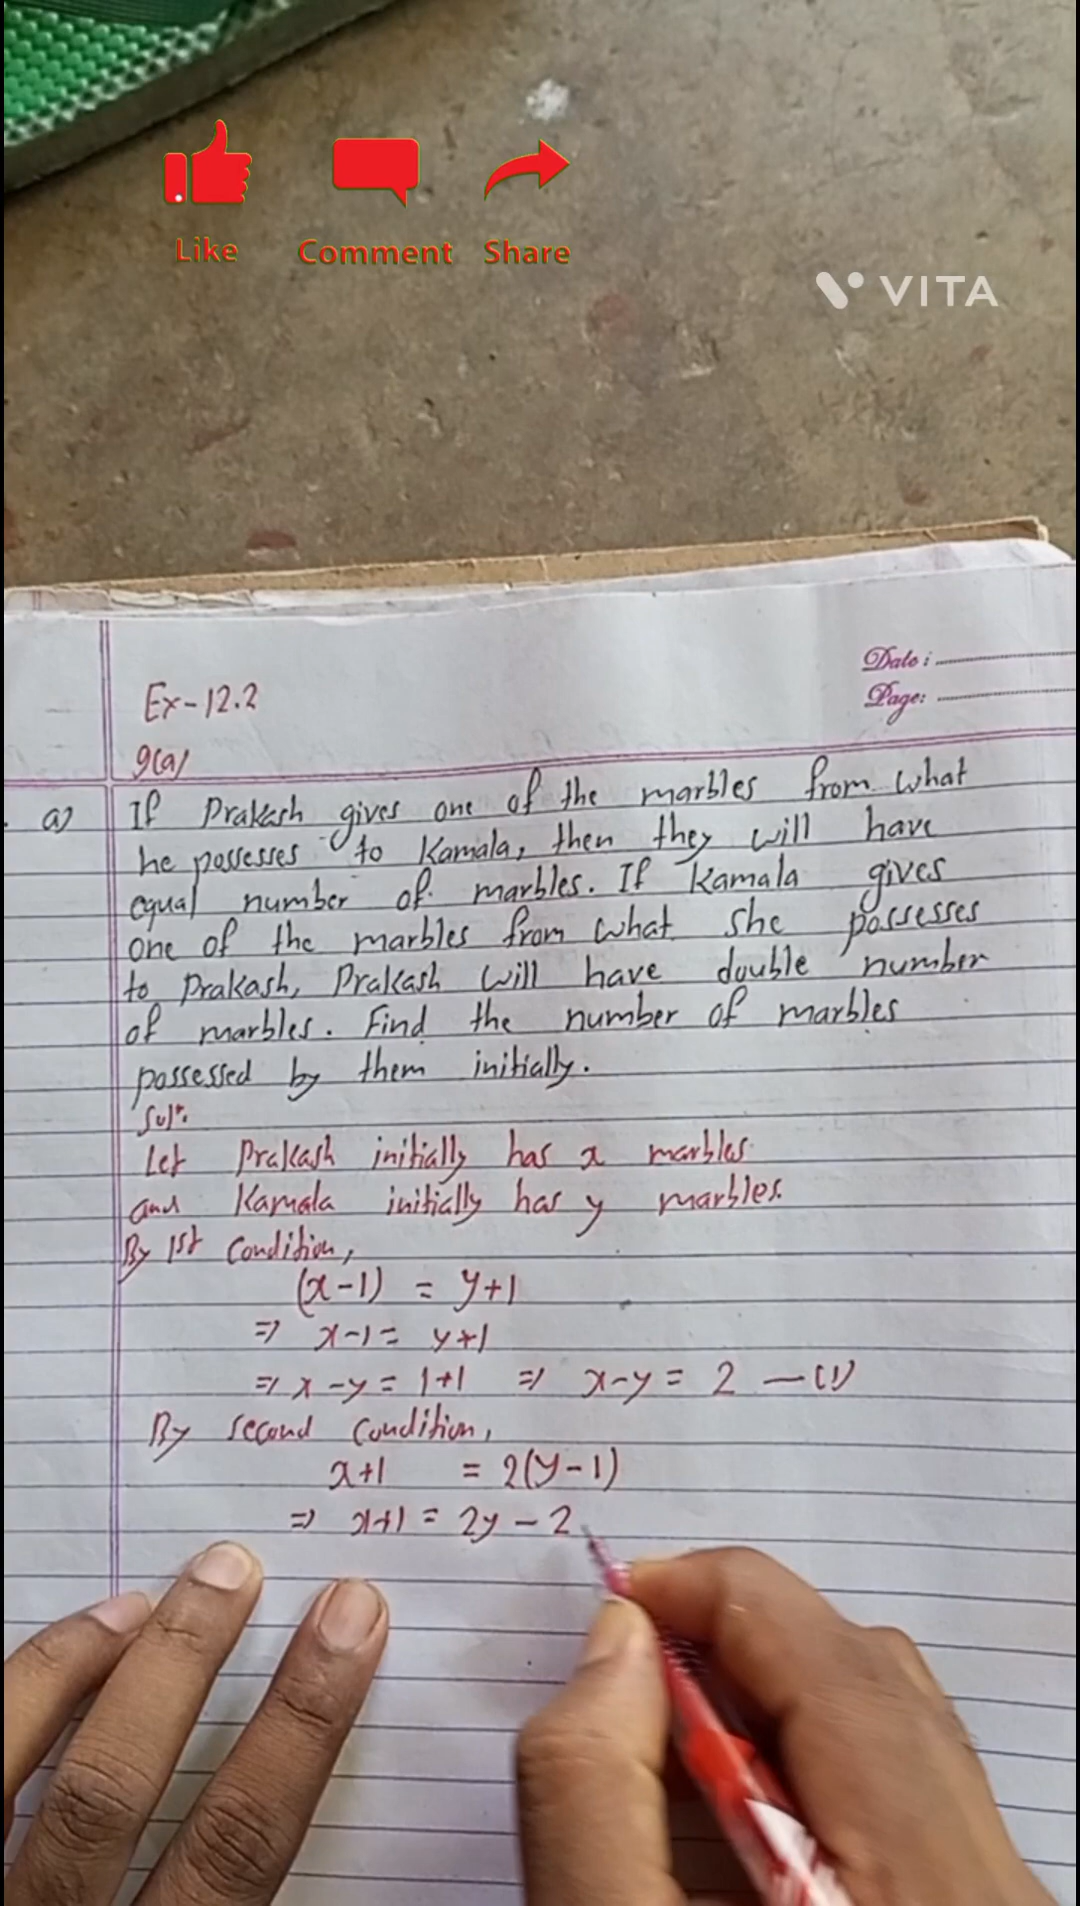 Like Comment Share
VITA
Date:
Page:
Ex-12.2
9(a)
a) If Prakash gives one of the marbles from what
he possesses to Kamala, then they will have
equal number of marbles. If Kamala gives
one of the marbles from what she possesses
to Prakash, Prakash will have double number
of marbles. Find the number of marbles
possessed by them initially.
Solⁿ.
Let Prakash initially has x marbles
and Kamala initially has y marbles.
By 1st Condition,
(x-1) = y+1
⇒ x-1 = y+1
⇒ x-y = 1+1 ⇒ x-y = 2 —(1)
By second condition,
x+1 = 2(y-1)
⇒ x+1 = 2y - 2